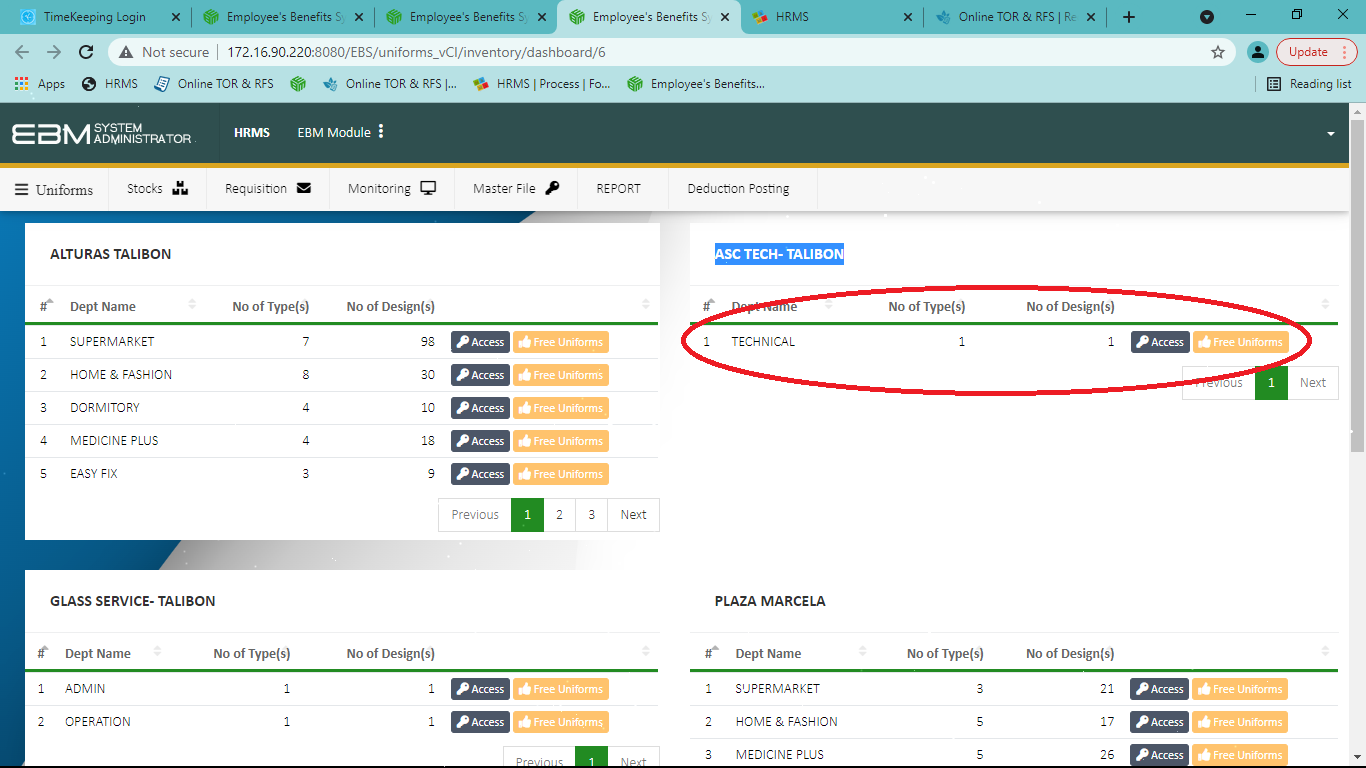 TimeKeeping Login
Employee's Benefits Sy
Employee's Benefits Sy
Employee's Benefits Sy
HRMS
Online TOR & RFS | Re
Not secure
172.16.90.220:8080/EBS/uniforms_vCI/inventory/dashboard/6
Update
Apps
HRMS
Online TOR & RFS
Online TOR & RFS |...
HRMS | Process | Fo...
Employee's Benefits...
Reading list
EBM SYSTEM ADMINISTRATOR
HRMS
EBM Module
Uniforms
Stocks
Requisition
Monitoring
Master File
REPORT
Deduction Posting
ALTURAS TALIBON
# Dept Name No of Type(s) No of Design(s)
1 SUPERMARKET 7 98 Access Free Uniforms
2 HOME & FASHION 8 30 Access Free Uniforms
3 DORMITORY 4 10 Access Free Uniforms
4 MEDICINE PLUS 4 18 Access Free Uniforms
5 EASY FIX 3 9 Access Free Uniforms
Previous 1 2 3 Next
ASC TECH- TALIBON
# Dept Name No of Type(s) No of Design(s)
1 TECHNICAL 1 1 Access Free Uniforms
Previous 1 Next
GLASS SERVICE- TALIBON
# Dept Name No of Type(s) No of Design(s)
1 ADMIN 1 1 Access Free Uniforms
2 OPERATION 1 1 Access Free Uniforms
Previous 1 Next
PLAZA MARCELA
# Dept Name No of Type(s) No of Design(s)
1 SUPERMARKET 3 21 Access Free Uniforms
2 HOME & FASHION 5 17 Access Free Uniforms
3 MEDICINE PLUS 5 26 Access Free Uniforms